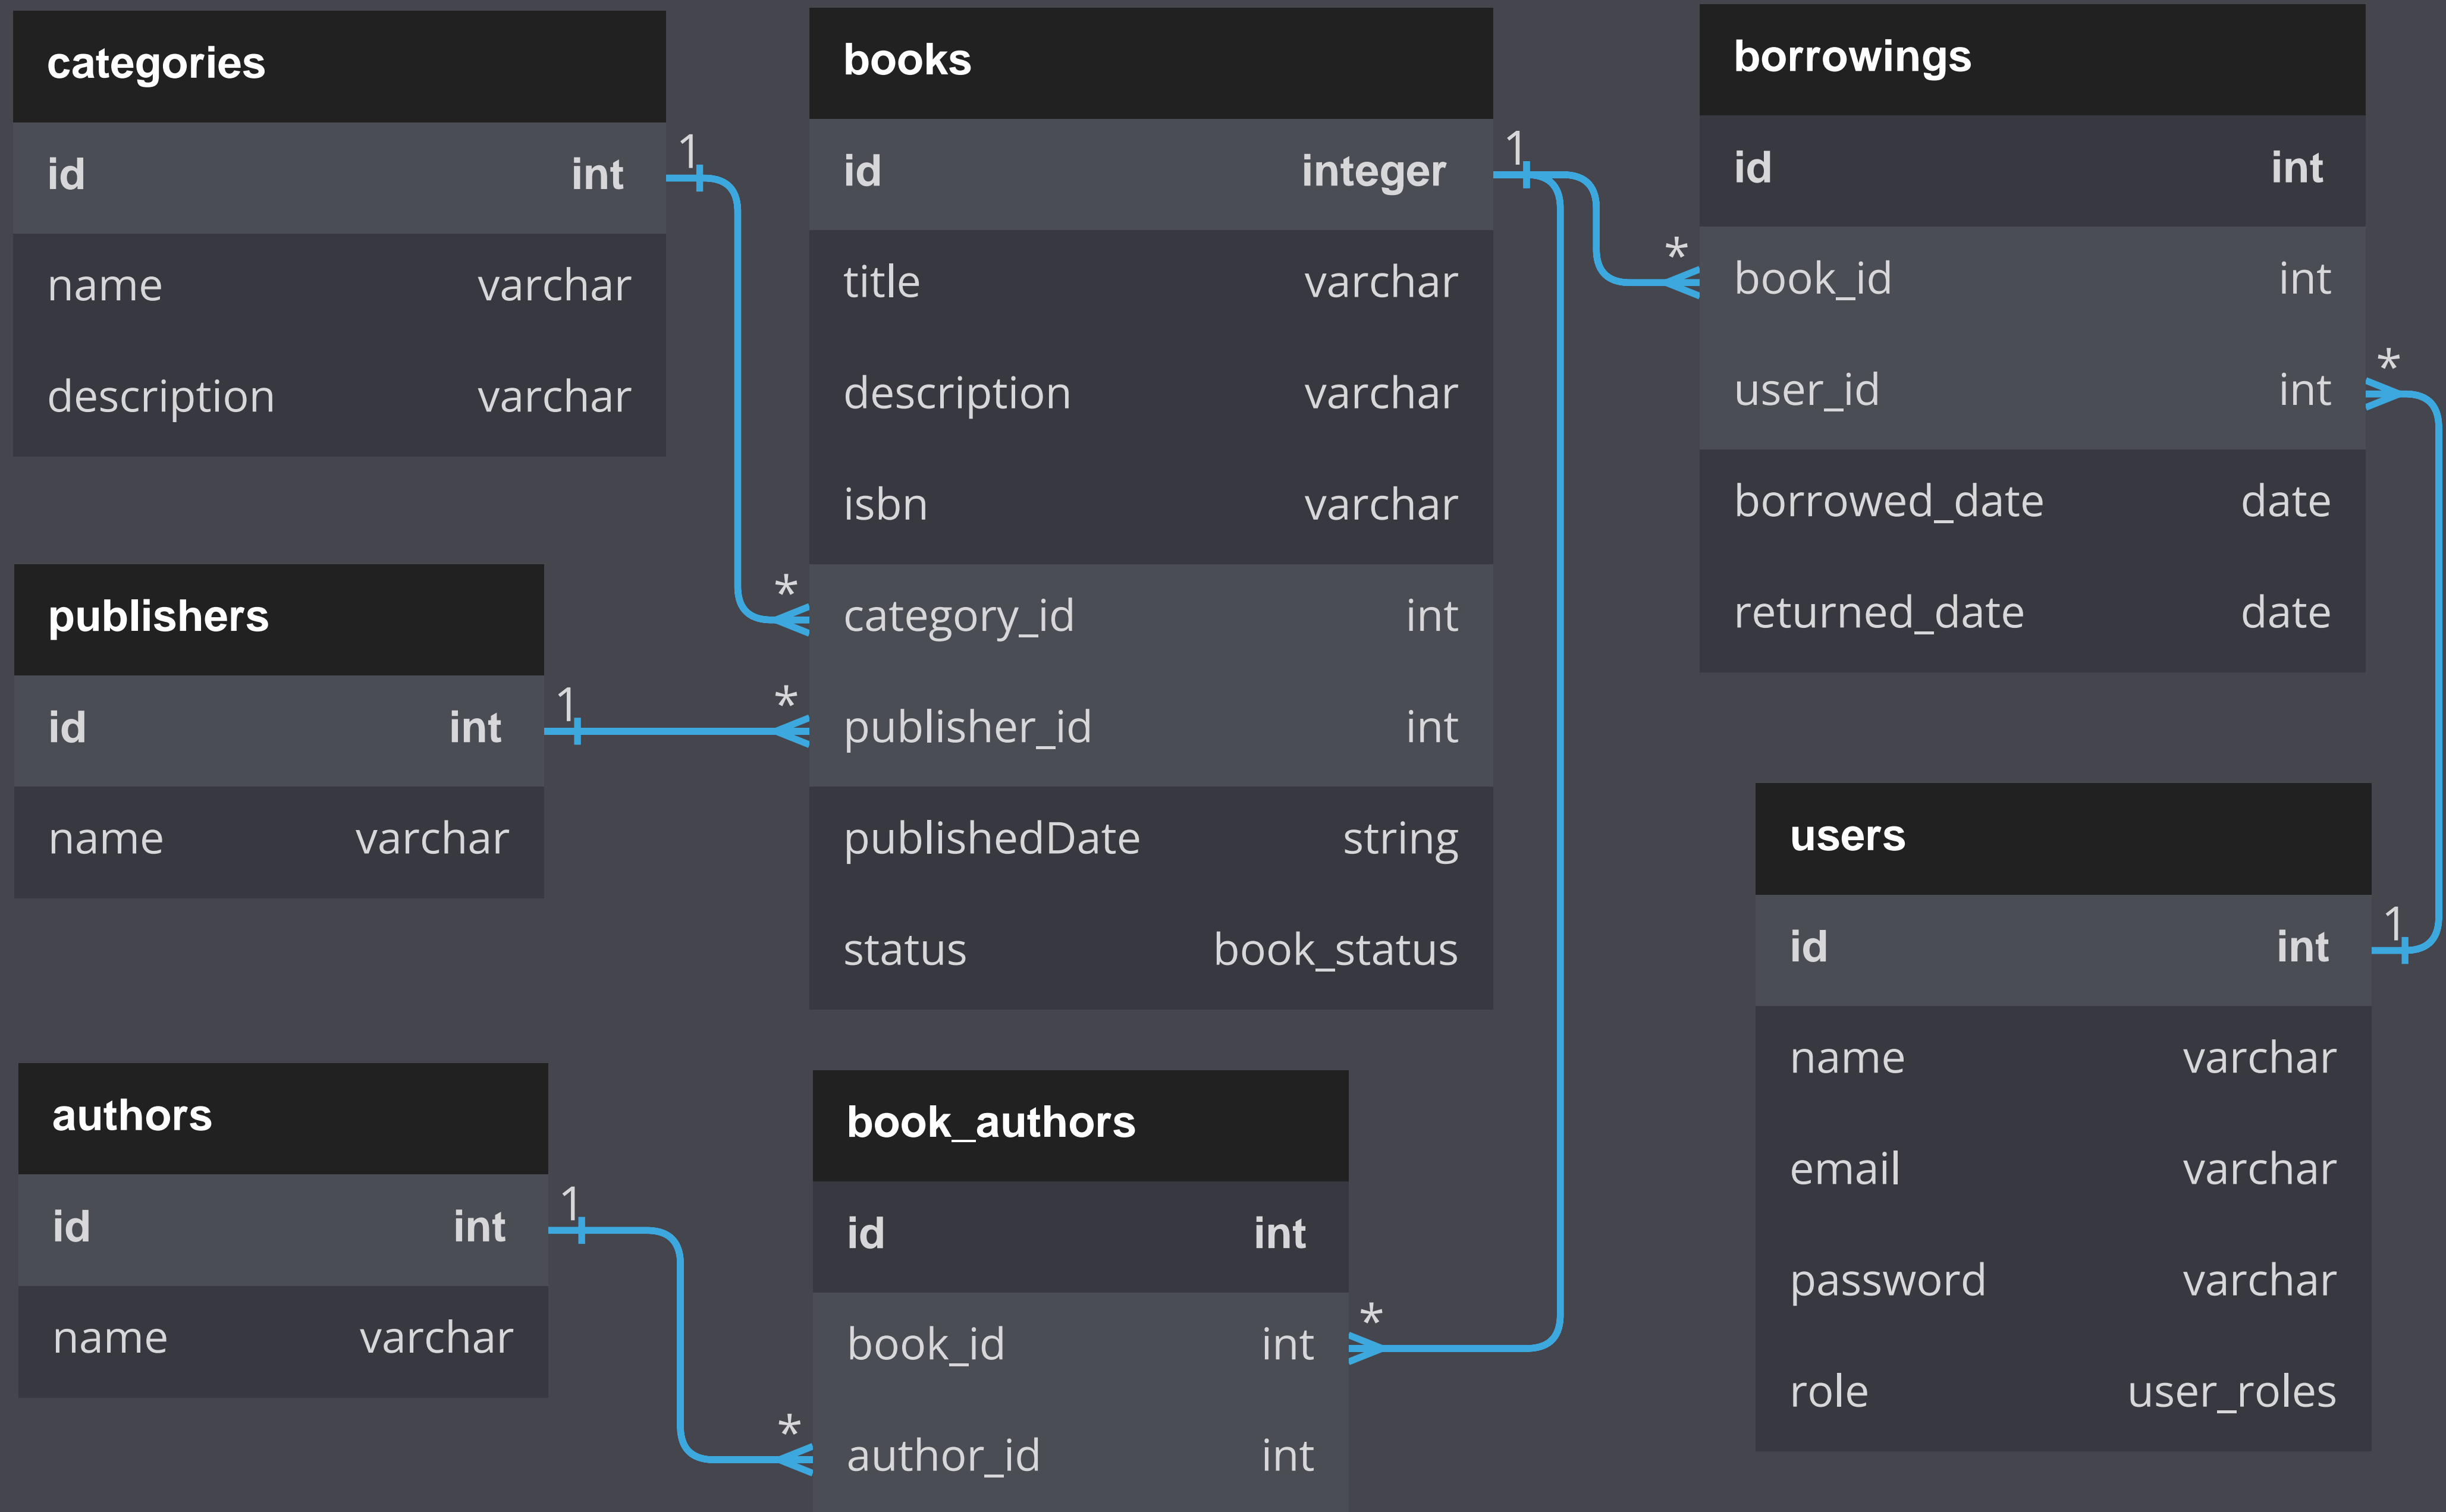 categories
id int
name varchar
description varchar
1
*
publishers
id int
name varchar
1
*
authors
id int
name varchar
1
*
books
id integer
title varchar
description varchar
isbn varchar
category_id int
publisher_id int
publishedDate string
status book_status
1
*
book_authors
id int
book_id int
author_id int
*
borrowings
id int
book_id int
user_id int
borrowed_date date
returned_date date
*
users
id int
name varchar
email varchar
password varchar
role user_roles
1